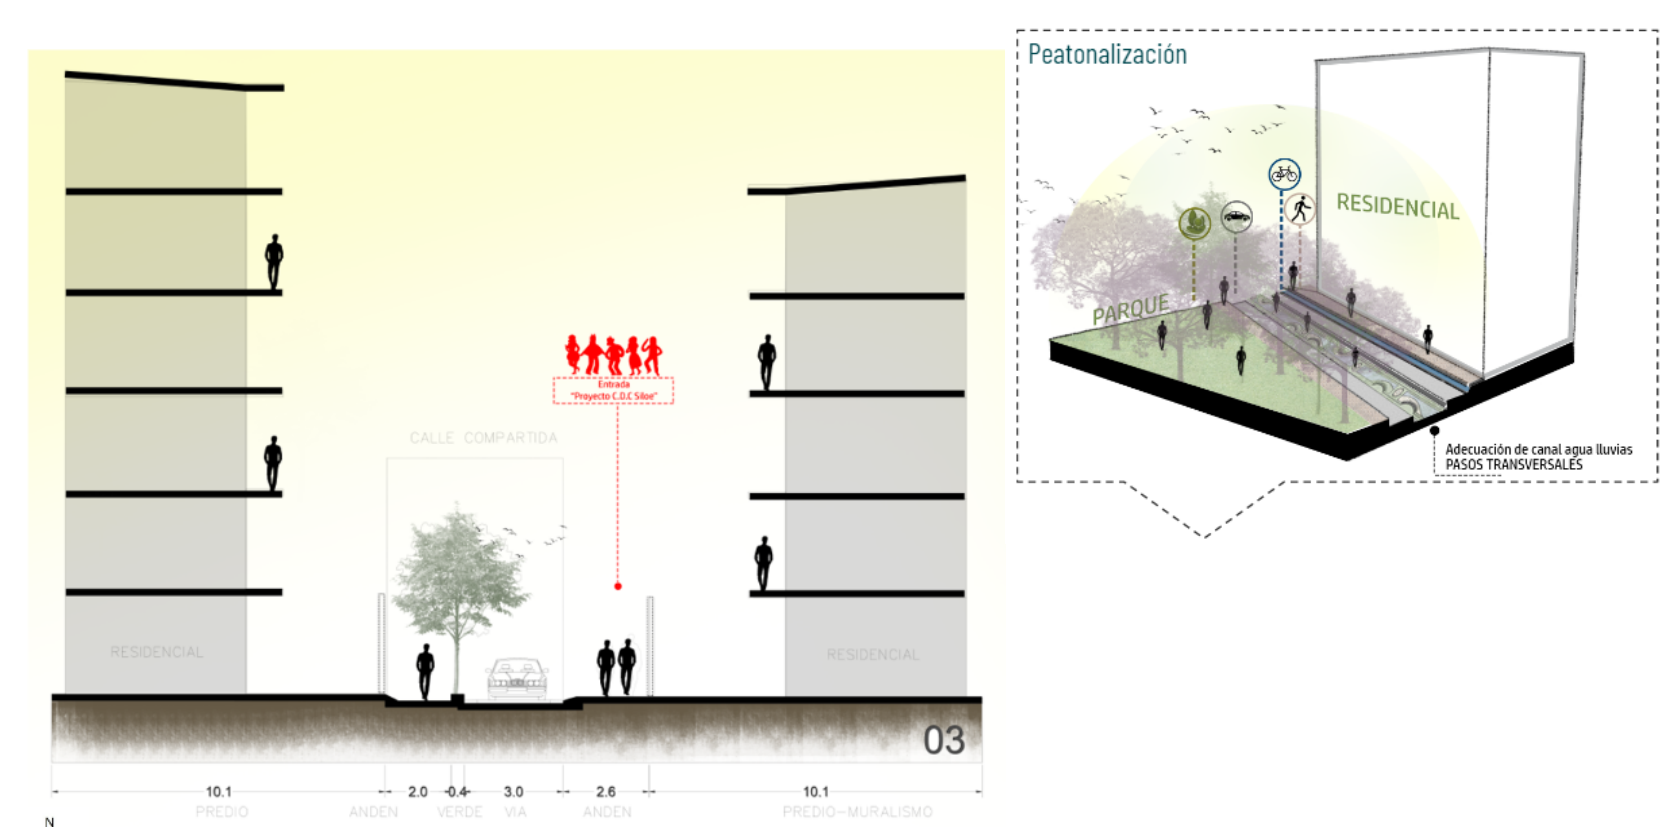 Peatonalización
RESIDENCIAL
PARQUE
Adecuación de canal agua lluvias
PASOS TRANSVERSALES
Entrada
"Proyecto C.D.C Siloe"
CALLE COMPARTIDA
RESIDENCIAL
RESIDENCIAL
03
10.1 2.0 0.4 3.0 2.6 10.1
PREDIO ANDEN VERDE VIA ANDEN PREDIO-MURALISMO
N